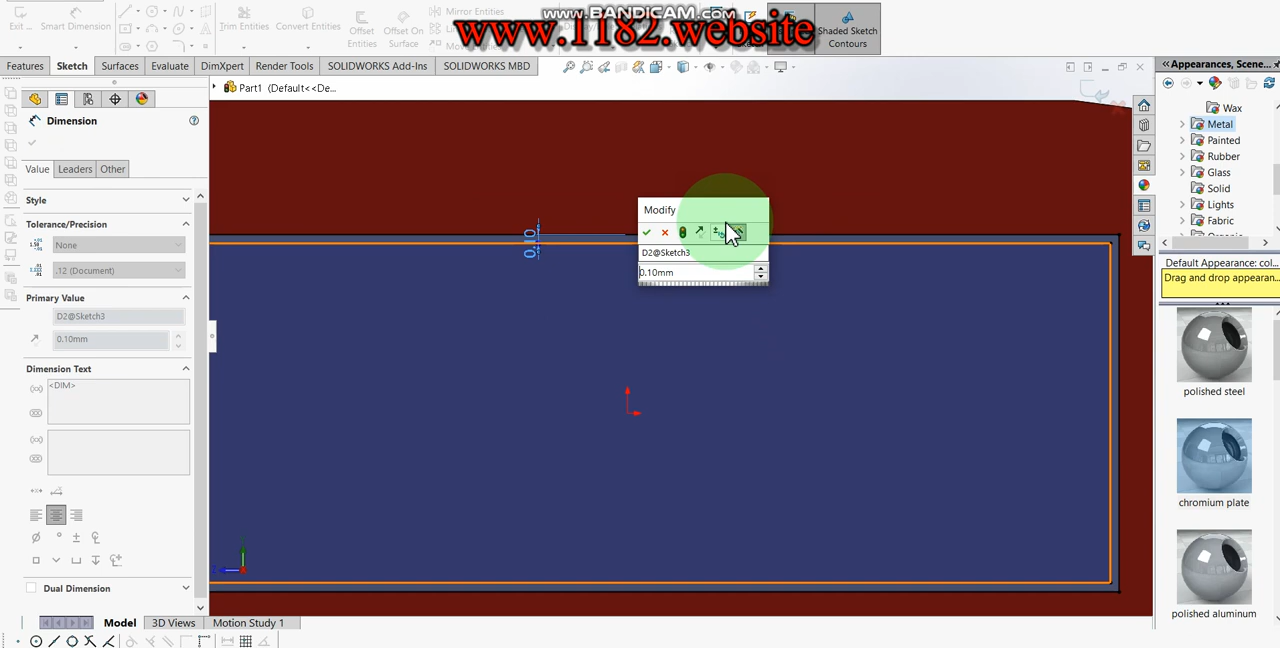 www.BANDICAM.com
www.1182.website
Exit ...
Smart Dimension
Trim Entities
Convert Entities
Offset Entities
Offset On Surface
Mirror Entities
Shaded Sketch Contours
Features
Sketch
Surfaces
Evaluate
DimXpert
Render Tools
SOLIDWORKS Add-Ins
SOLIDWORKS MBD
Part1 (Default<<De...
Dimension
Value
Leaders
Other
Style
Tolerance/Precision
None
.12 (Document)
Primary Value
D2@Sketch3
0.10mm
Dimension Text
<DIM>
Dual Dimension
0.10
Modify
D2@Sketch3
0.10mm
Appearances, Scene...
Wax
Metal
Painted
Rubber
Glass
Solid
Lights
Fabric
Default Appearance: col...
Drag and drop appearan...
polished steel
chromium plate
polished aluminum
Model
3D Views
Motion Study 1